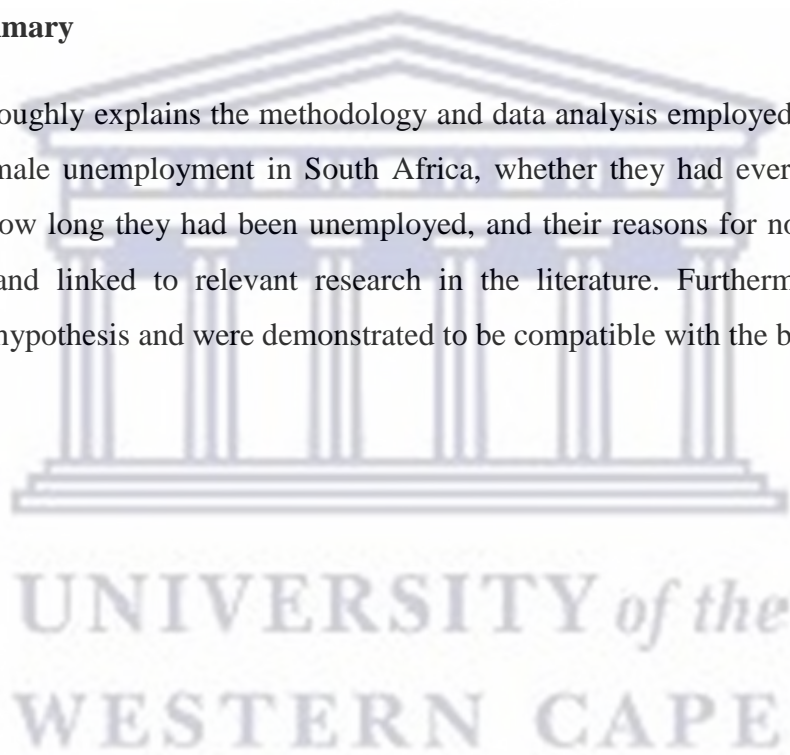 mmary
oughly explains the methodology and data analysis employed
male unemployment in South Africa, whether they had ever
ow long they had been unemployed, and their reasons for no
and linked to relevant research in the literature. Furtherm
hypothesis and were demonstrated to be compatible with the b
UNIVERSITY of the
WESTERN CAPE